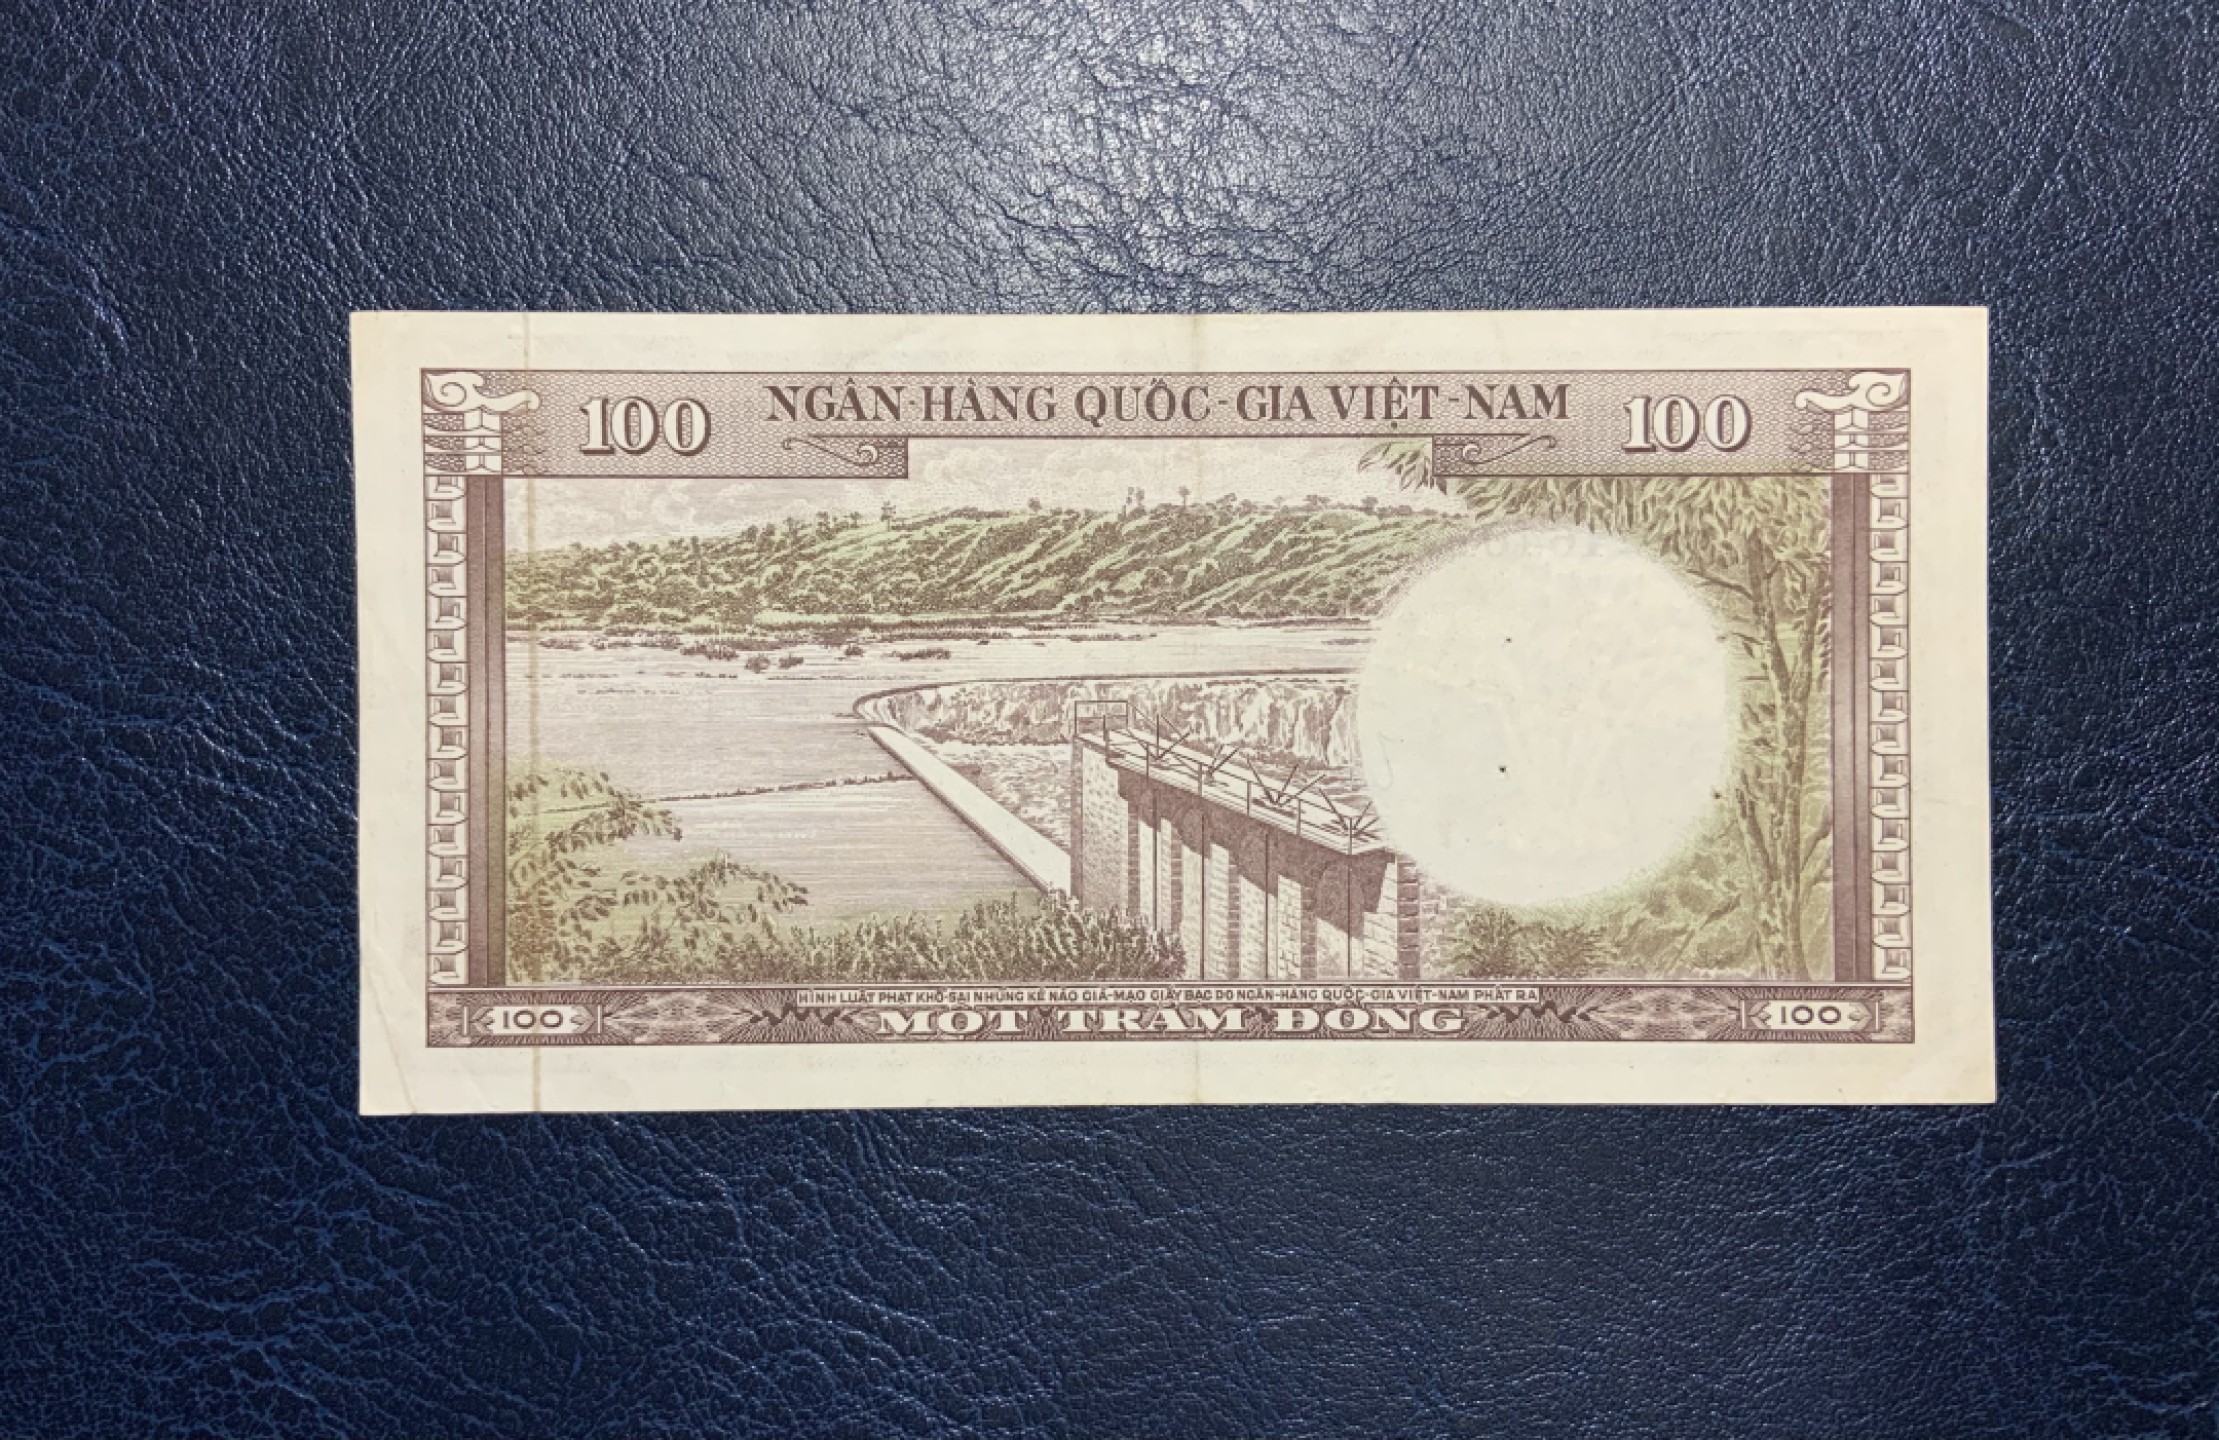 100 NGÂN-HÀNG QUỐC-GIA VIỆT-NAM 100
HÌNH LUẬT PHẠT KHỔ-SAI NHỮNG KẺ NÀO GIẢ-MẠO GIẤY BẠC DO NGÂN-HÀNG QUỐC-GIA VIỆT-NAM PHÁT RA
100 MỘT TRĂM ĐỒNG 100